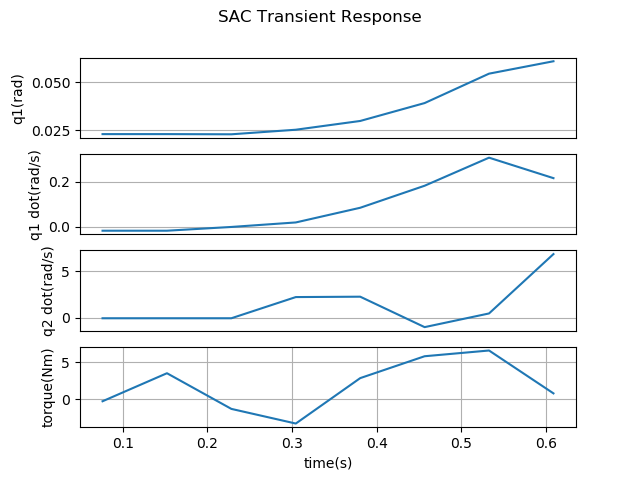 SAC Transient Response
q1(rad)
0.050
0.025
q1 dot(rad/s)
0.2
0.0
q2 dot(rad/s)
5
0
torque(Nm)
5
0
0.1 0.2 0.3 0.4 0.5 0.6
time(s)